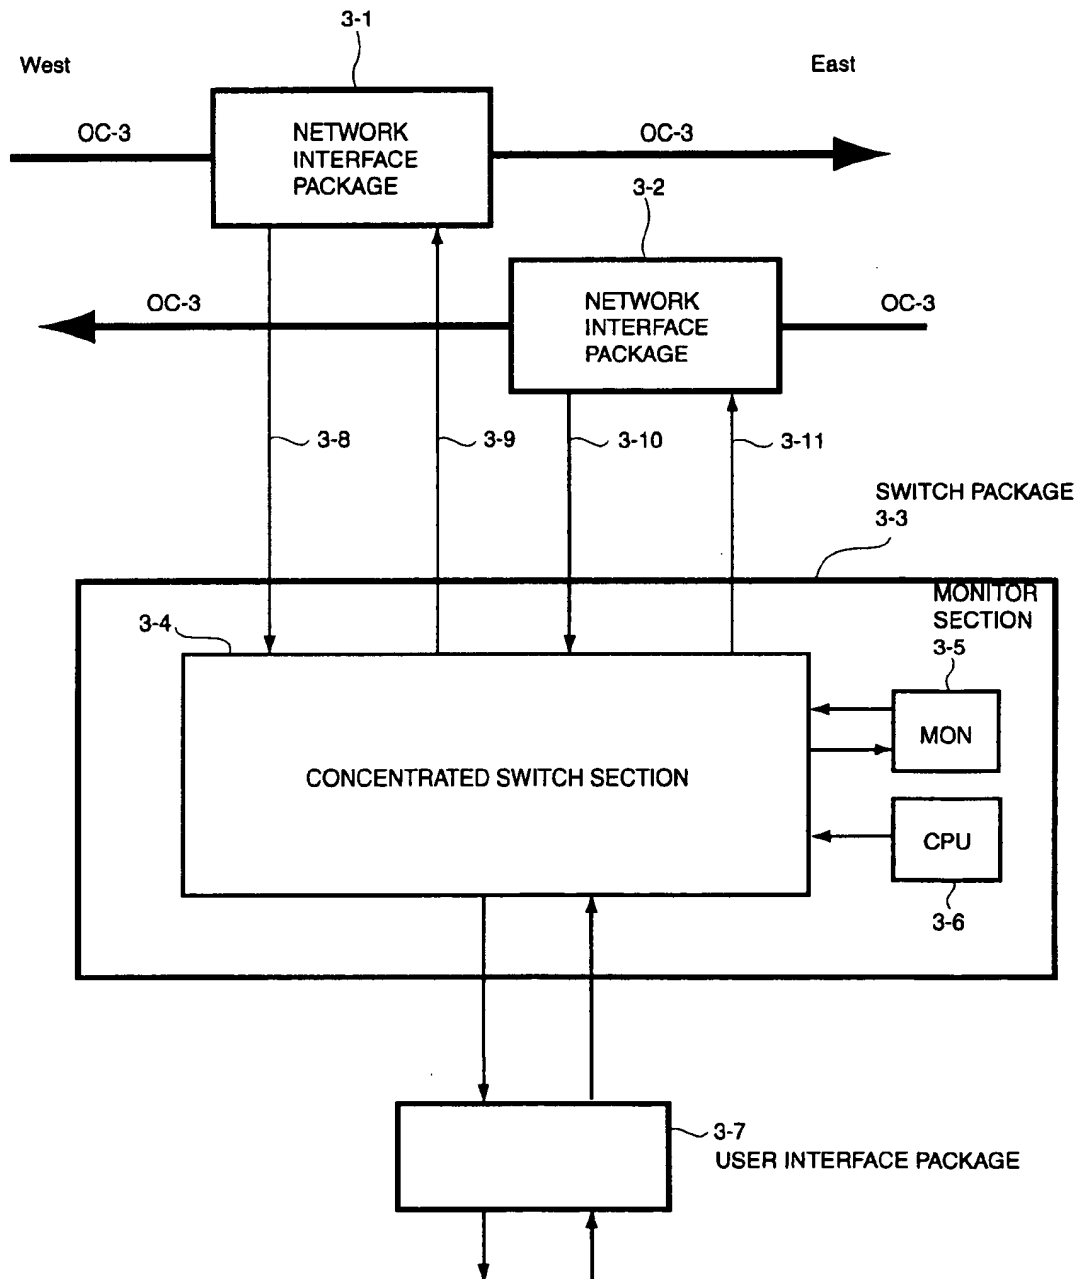 3-1
West
East
OC-3
NETWORK
INTERFACE
PACKAGE
OC-3
3-2
OC-3
NETWORK
INTERFACE
PACKAGE
OC-3
3-8
3-9
3-10
3-11
SWITCH PACKAGE
3-3
MONITOR
SECTION
3-4
3-5
MON
CONCENTRATED SWITCH SECTION
CPU
3-6
3-7
USER INTERFACE PACKAGE